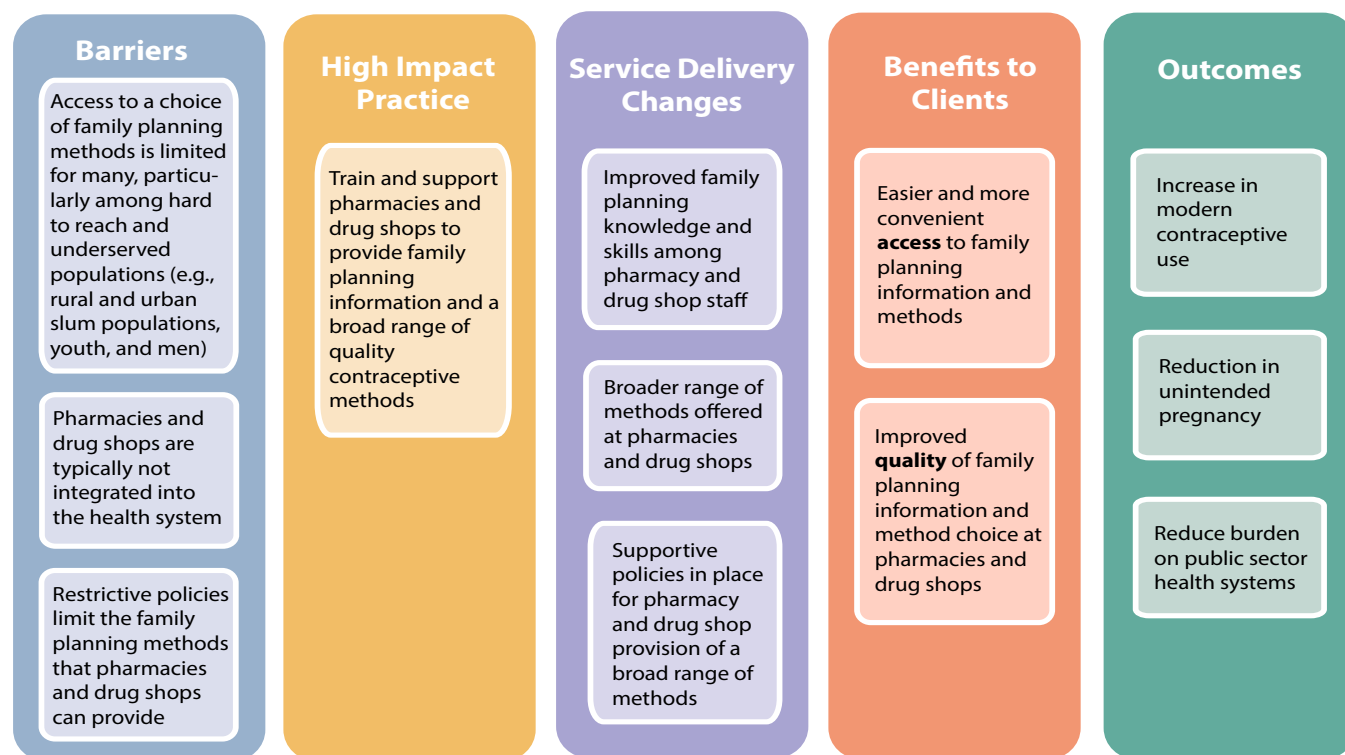 Barriers
Access to a choice
of family planning
methods is limited
for many, particu-
larly among hard
to reach and
underserved
populations (e.g.,
rural and urban
slum populations,
youth, and men)
Pharmacies and
drug shops are
typically not
integrated into
the health system
Restrictive policies
limit the family
planning methods
that pharmacies
and drug shops
can provide
High Impact
Practice
Train and support
pharmacies and
drug shops to
provide family
planning
information and a
broad range of
quality
contraceptive
methods
Service Delivery
Changes
Improved family
planning
knowledge and
skills among
pharmacy and
drug shop staff
Broader range of
methods offered
at pharmacies
and drug shops
Supportive
policies in place
for pharmacy
and drug shop
provision of a
broad range of
methods
Benefits to
Clients
Easier and more
convenient
access to family
planning
information and
methods
Improved
quality of family
planning
information and
method choice at
pharmacies and
drug shops
Outcomes
Increase in
modern
contraceptive
use
Reduction in
unintended
pregnancy
Reduce burden
on public sector
health systems